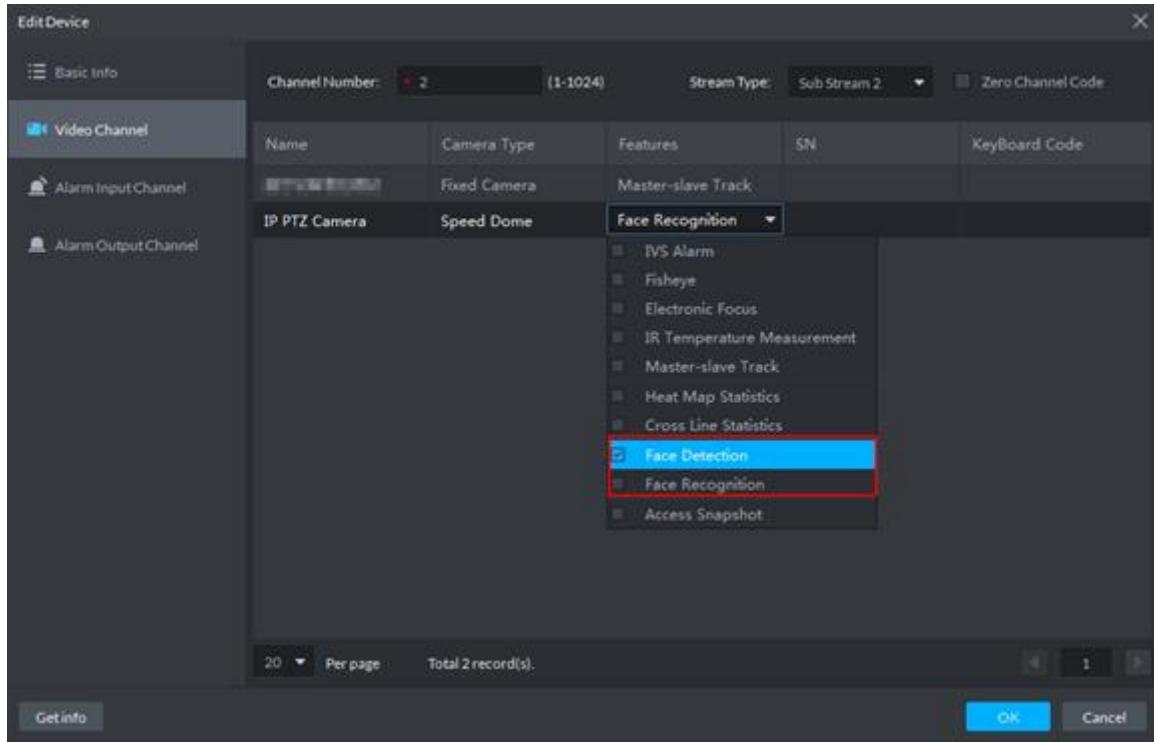 Edit Device
Basic Info
Video Channel
Alarm Input Channel
Alarm Output Channel
Channel Number: * 2 (1-1024) Stream Type: Sub Stream 2 Zero Channel Code
Name Camera Type Features SN KeyBoard Code
Fixed Camera Master-slave Track
IP PTZ Camera Speed Dome Face Recognition
IVS Alarm
Fisheye
Electronic Focus
IR Temperature Measurement
Master-slave Track
Heat Map Statistics
Cross Line Statistics
Face Detection
Face Recognition
Access Snapshot
20 Per page Total 2 record(s). 1
Get info OK Cancel